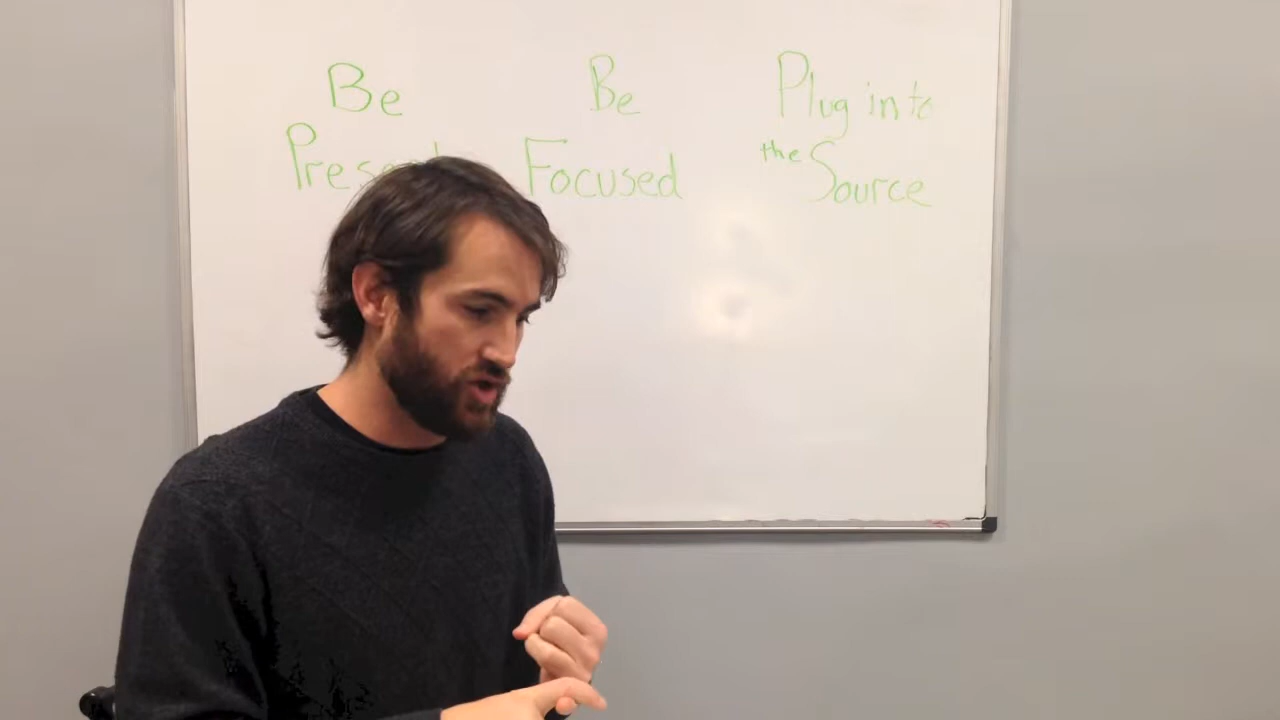 Be
Be
Plug into
Focused
the Source